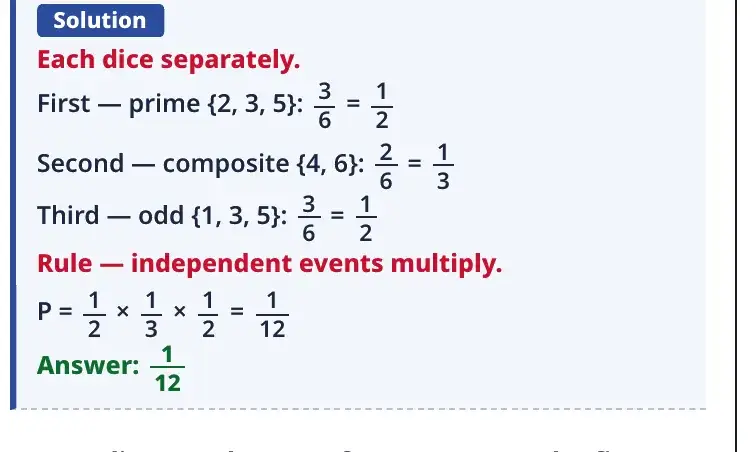 Solution
Each dice separately.
First — prime {2, 3, 5}: 3/6 = 1/2
Second — composite {4, 6}: 2/6 = 1/3
Third — odd {1, 3, 5}: 3/6 = 1/2
Rule — independent events multiply.
P = 1/2 × 1/3 × 1/2 = 1/12
Answer: 1/12